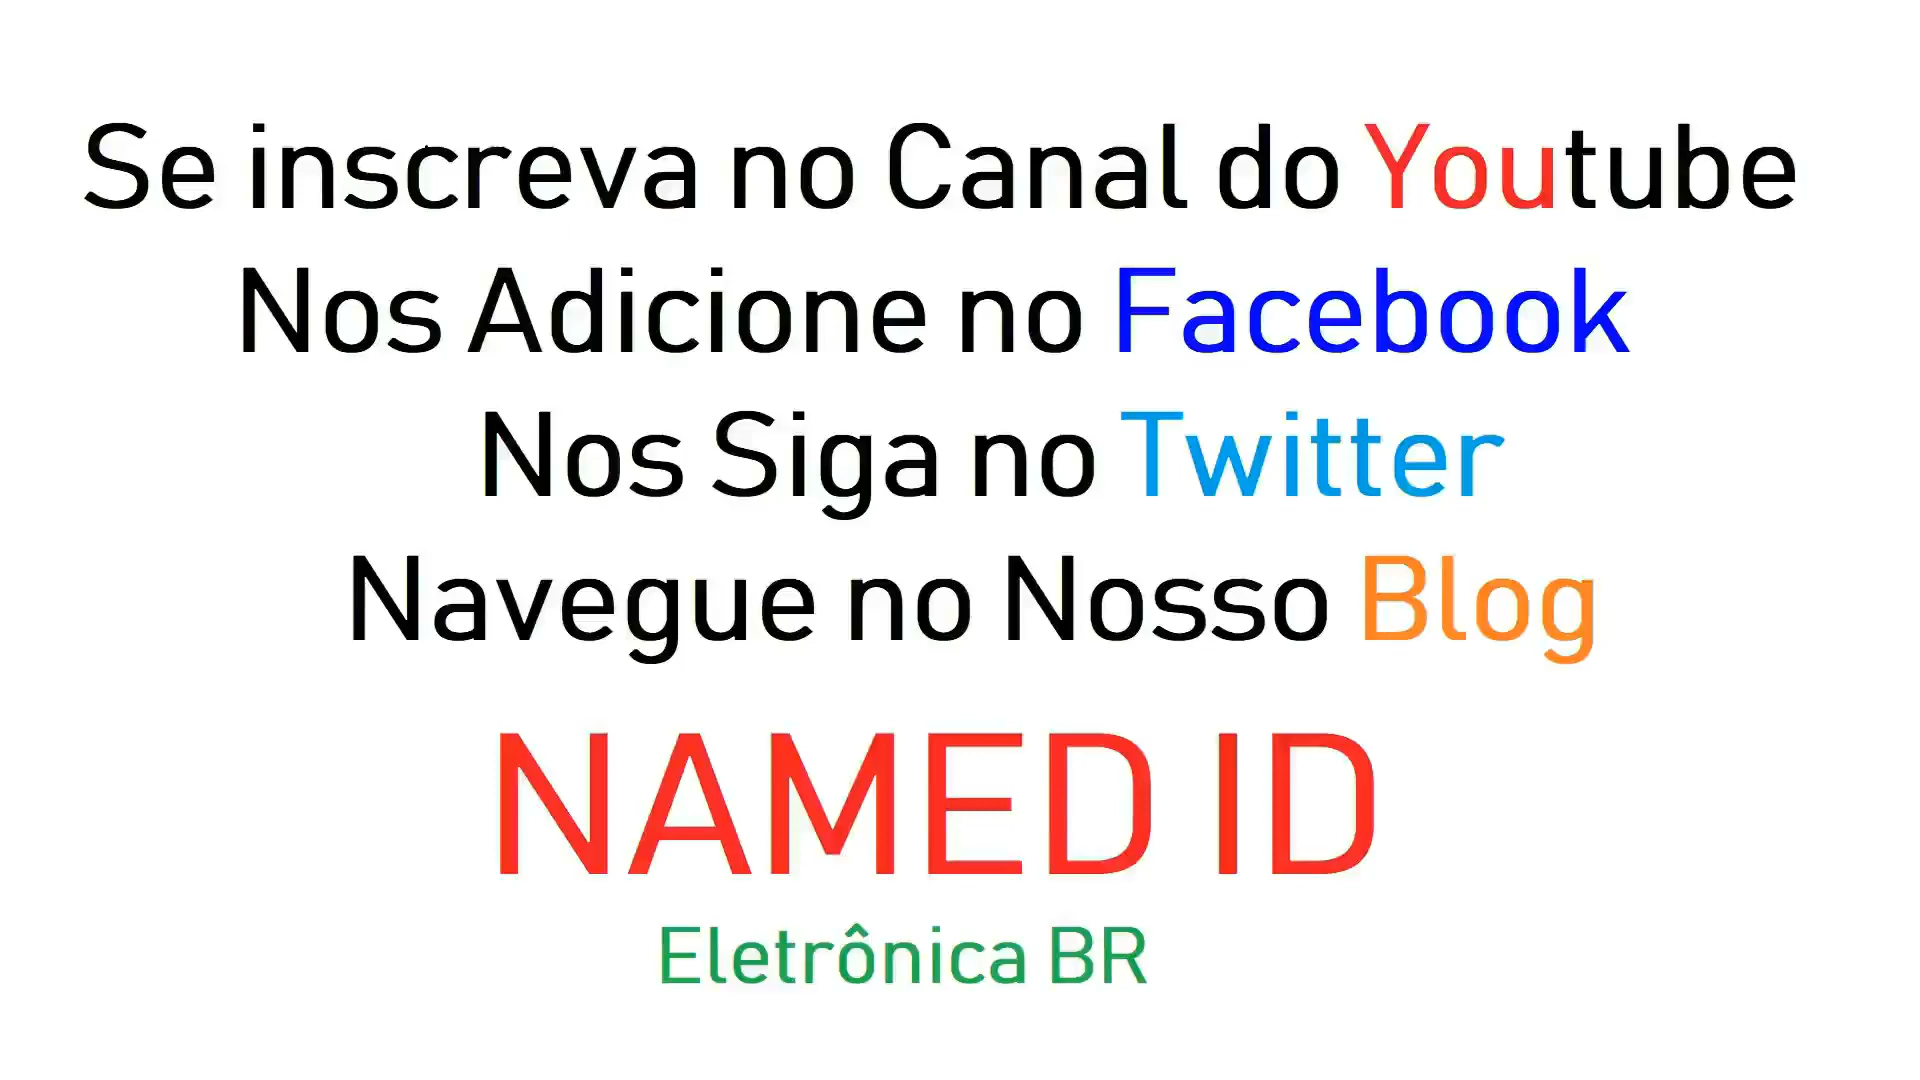 Se inscreva no Canal do Youtube
Nos Adicione no Facebook
Nos Siga no Twitter
Navegue no Nosso Blog
NAMED ID
Eletrônica BR